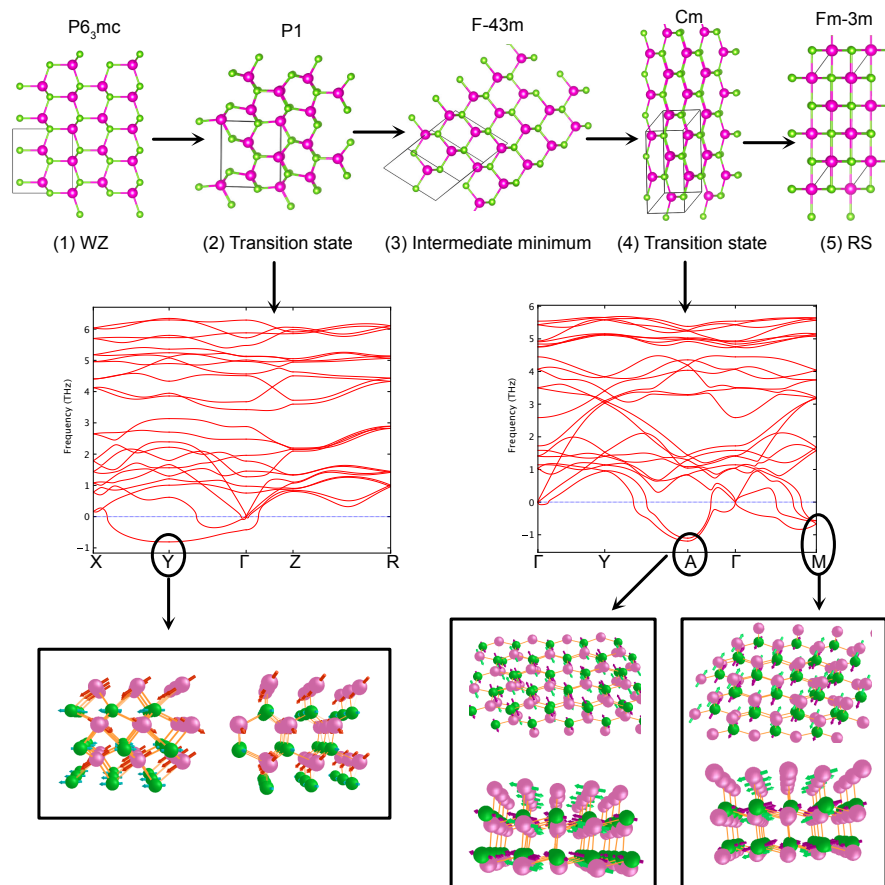 P6₃mc P1 F-43m Cm Fm-3m
(1) WZ (2) Transition state (3) Intermediate minimum (4) Transition state (5) RS
Frequency (THz)
6
5
4
3
2
1
0
−1
X Y Γ Z R
Frequency (THz)
6
5
4
3
2
1
0
−1
Γ Y A Γ M